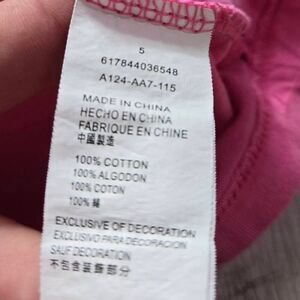 5
617844036548
A124-AA7-115
MADE IN CHINA
HECHO EN CHINA
FABRIQUE EN CHINE
中國製造
100% COTTON
100% ALGODON
100% COTON
100% 綿
EXCLUSIVE OF DECORATION
EXCLUSIVO PARA DECORACION
SAUF DECORATION
不包含装飾部分